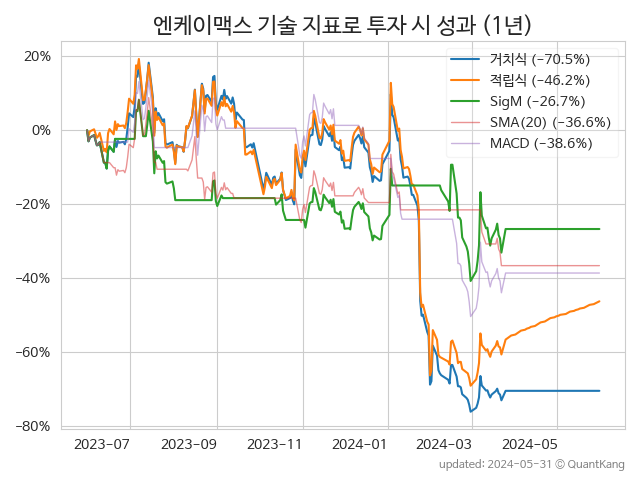 엔케이맥스 기술 지표로 투자 시 성과 (1년)
거치식 (−70.5%)
적립식 (−46.2%)
SigM (−26.7%)
SMA(20) (−36.6%)
MACD (−38.6%)
20%
0%
−20%
−40%
−60%
−80%
2023-07 2023-09 2023-11 2024-01 2024-03 2024-05
updated: 2024-05-31 ⓒ QuantKang